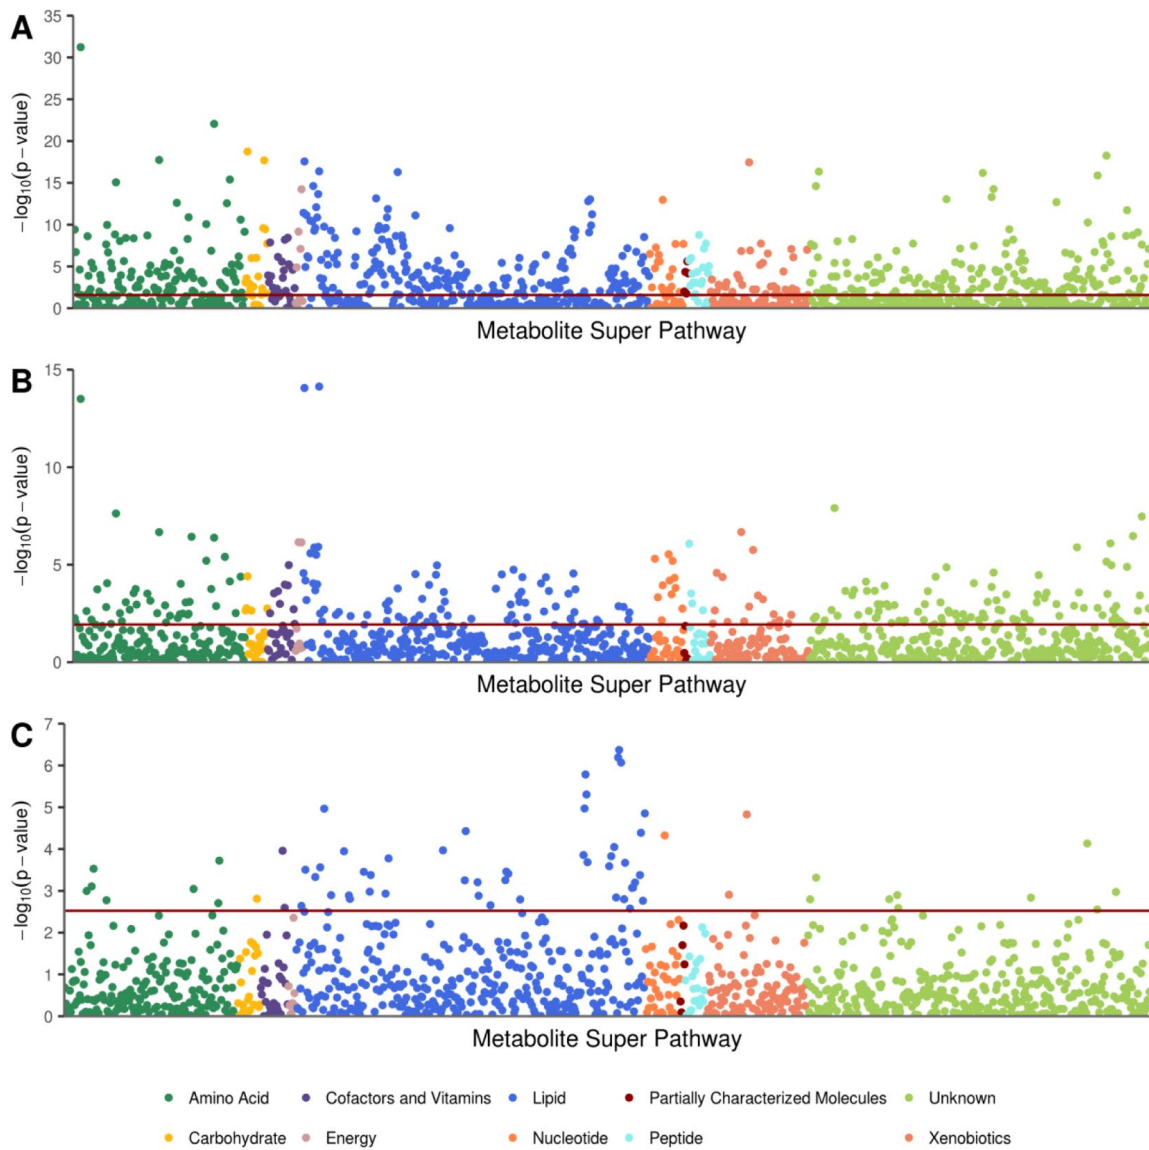 A
35
30
25
20
15
10
5
0
−log10(p − value)
Metabolite Super Pathway
B
15
10
5
0
−log10(p − value)
Metabolite Super Pathway
C
7
6
5
4
3
2
1
0
−log10(p − value)
Metabolite Super Pathway
Amino Acid Cofactors and Vitamins Lipid Partially Characterized Molecules Unknown
Carbohydrate Energy Nucleotide Peptide Xenobiotics